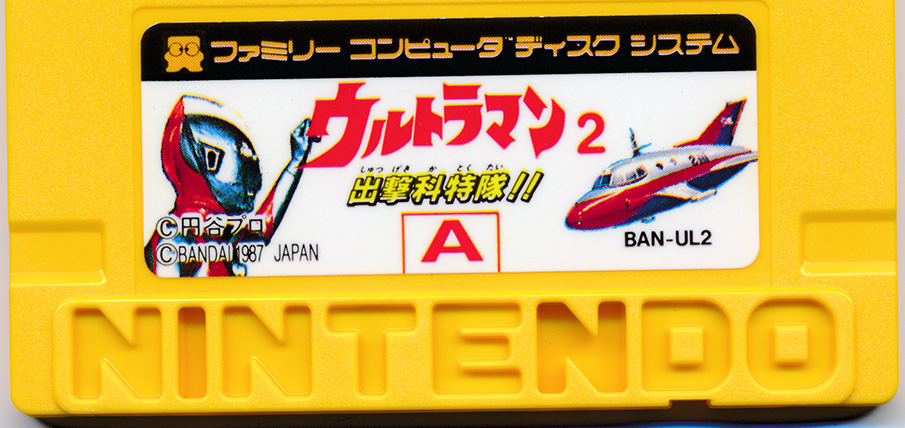 ファミリー コンピュータ™ ディスク システム
ウルトラマン2
しゅつ げき か とく たい
出撃科特隊!!
©円谷プロ
©BANDAI 1987 JAPAN
A
BAN-UL2
NINTENDO